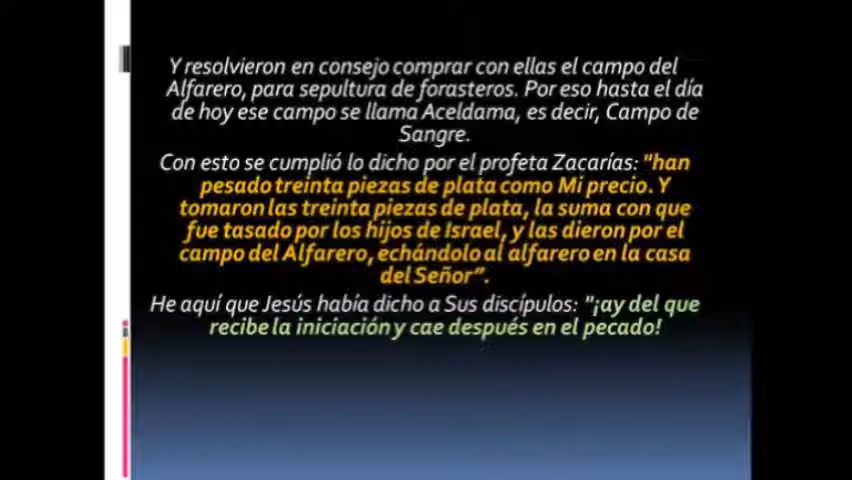 Y resolvieron en consejo comprar con ellas el campo del
Alfarero, para sepultura de forasteros. Por eso hasta el día
de hoy ese campo se llama Aceldama, es decir, Campo de
Sangre.
Con esto se cumplió lo dicho por el profeta Zacarías: "han
pesado treinta piezas de plata como Mi precio. Y
tomaron las treinta piezas de plata, la suma con que
fue tasado por los hijos de Israel, y las dieron por el
campo del Alfarero, echándolo al alfarero en la casa
del Señor”.
He aquí que Jesús había dicho a Sus discípulos: "¡ay del que
recibe la iniciación y cae después en el pecado!